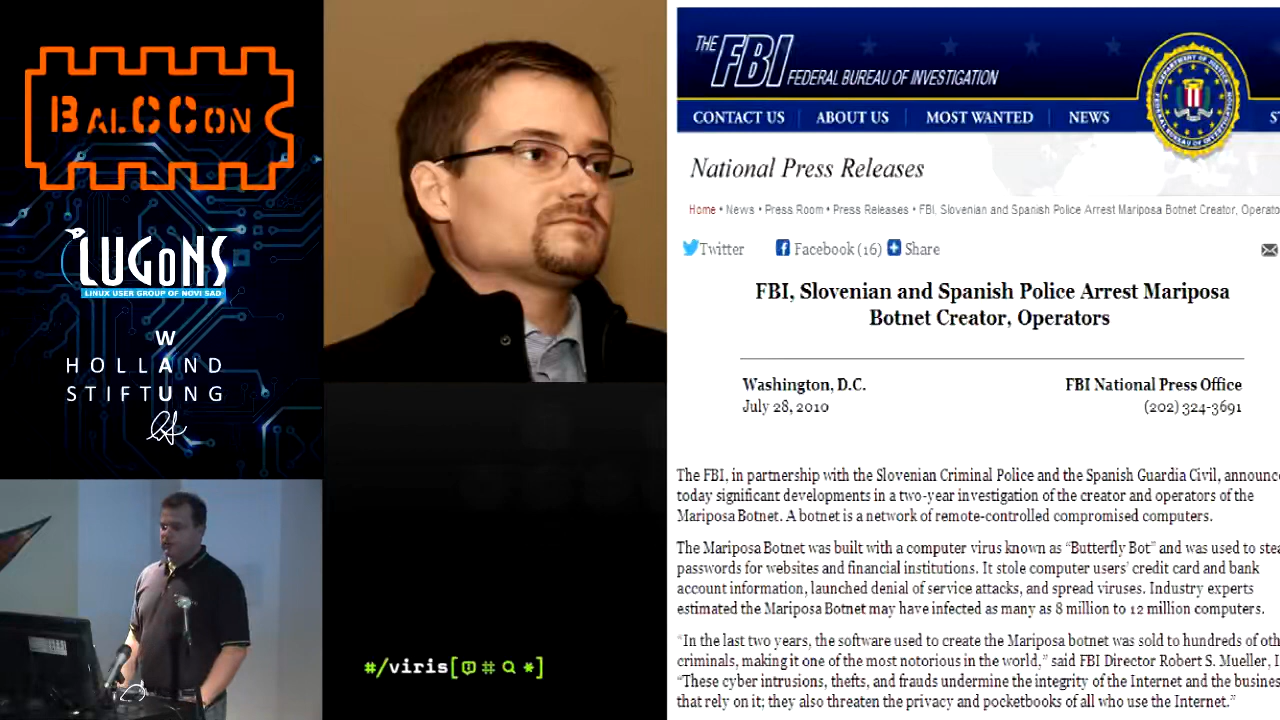 BALCCON
LUGoNS
LINUX USER GROUP OF NOVI SAD
W
HOLLAND
STIFTUNG
#/viris[
*]
THE FBI FEDERAL BUREAU OF INVESTIGATION
CONTACT US ABOUT US MOST WANTED NEWS ST
National Press Releases
Home • News • Press Room • Press Releases • FBI, Slovenian and Spanish Police Arrest Mariposa Botnet Creator, Operato
Twitter Facebook (16) Share
FBI, Slovenian and Spanish Police Arrest Mariposa
Botnet Creator, Operators
Washington, D.C. FBI National Press Office
July 28, 2010 (202) 324-3691
The FBI, in partnership with the Slovenian Criminal Police and the Spanish Guardia Civil, announc
today significant developments in a two-year investigation of the creator and operators of the
Mariposa Botnet. A botnet is a network of remote-controlled compromised computers.
The Mariposa Botnet was built with a computer virus known as “Butterfly Bot” and was used to stea
passwords for websites and financial institutions. It stole computer users’ credit card and bank
account information, launched denial of service attacks, and spread viruses. Industry experts
estimated the Mariposa Botnet may have infected as many as 8 million to 12 million computers.
“In the last two years, the software used to create the Mariposa botnet was sold to hundreds of oth
criminals, making it one of the most notorious in the world,” said FBI Director Robert S. Mueller, I
“These cyber intrusions, thefts, and frauds undermine the integrity of the Internet and the busines
that rely on it; they also threaten the privacy and pocketbooks of all who use the Internet.”